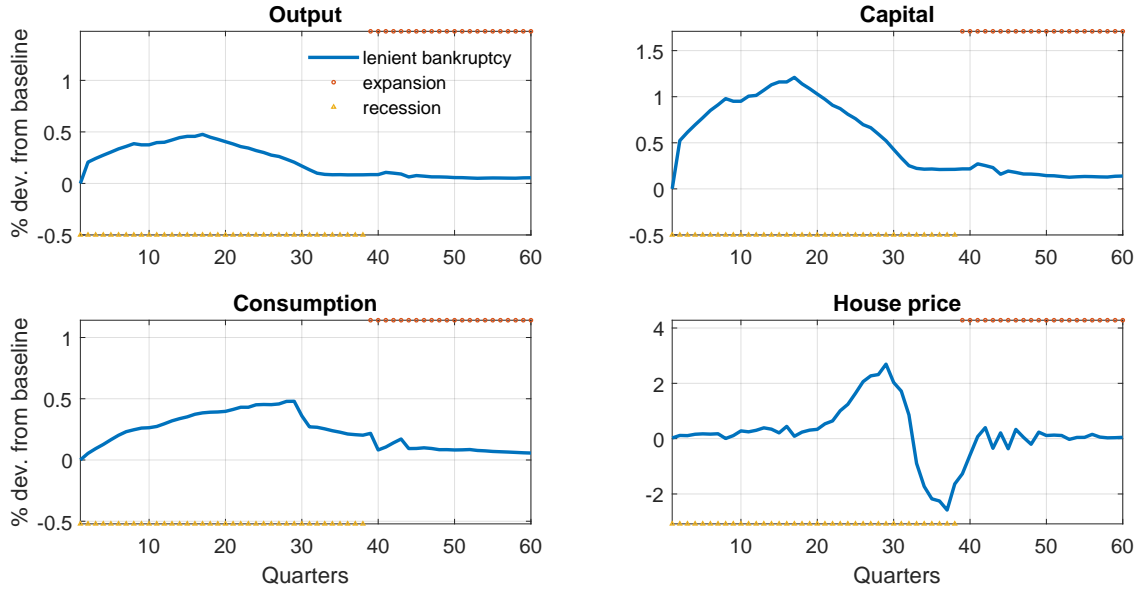 Output
% dev. from baseline
1
0.5
0
-0.5
10 20 30 40 50 60
lenient bankruptcy
expansion
recession
Capital
1.5
1
0.5
0
-0.5
10 20 30 40 50 60
Consumption
% dev. from baseline
1
0.5
0
-0.5
10 20 30 40 50 60
Quarters
House price
4
2
0
-2
10 20 30 40 50 60
Quarters